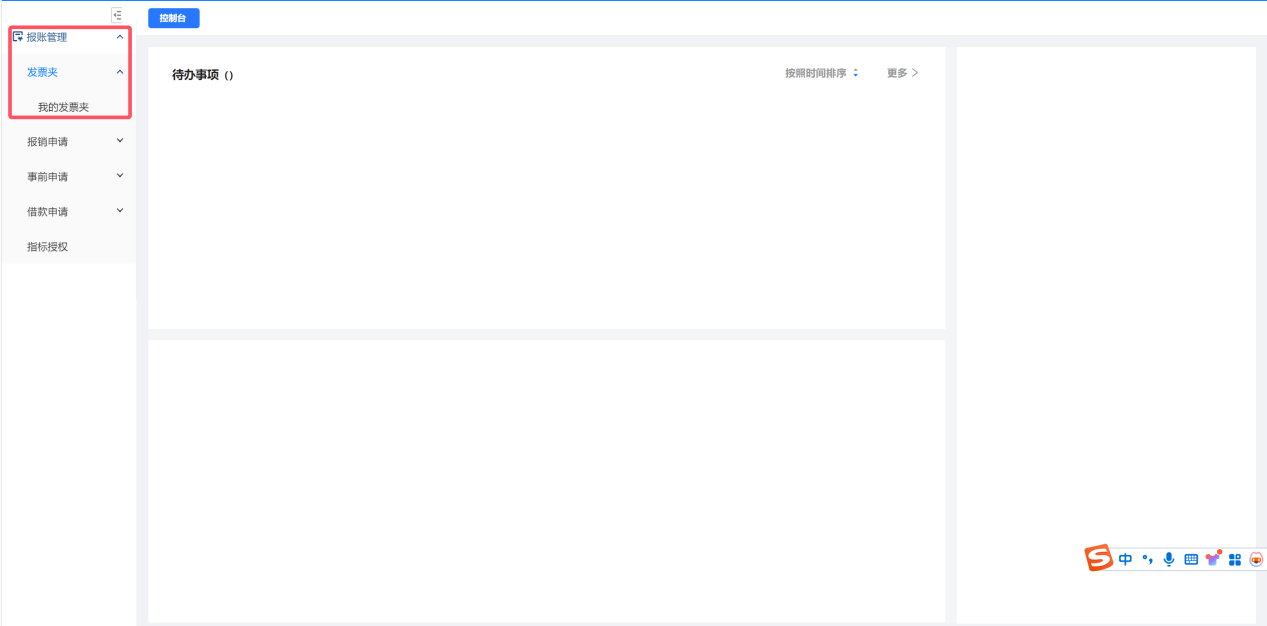 控制台
报账管理
发票夹
我的发票夹
报销申请
事前申请
借款申请
指标授权
待办事项 ()
按照时间排序
更多
S 中